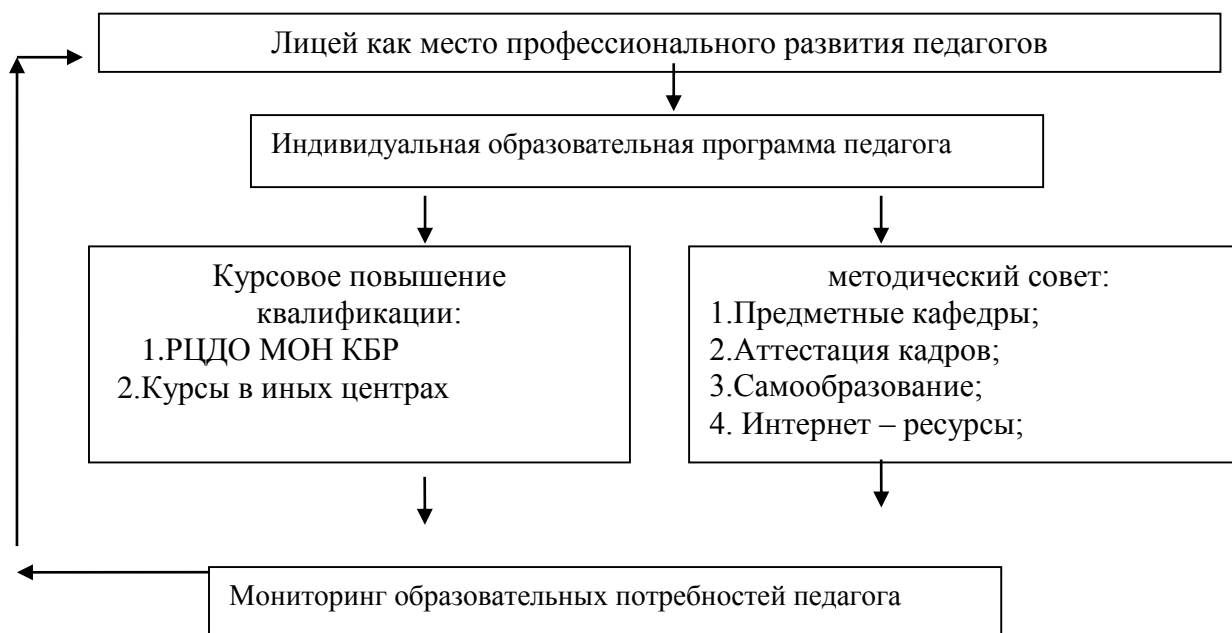 Лицей как место профессионального развития педагогов
Индивидуальная образовательная программа педагога
Курсовое повышение
квалификации:
1.РЦДО МОН КБР
2.Курсы в иных центрах
методический совет:
1.Предметные кафедры;
2.Аттестация кадров;
3.Самообразование;
4. Интернет – ресурсы;
Мониторинг образовательных потребностей педагога